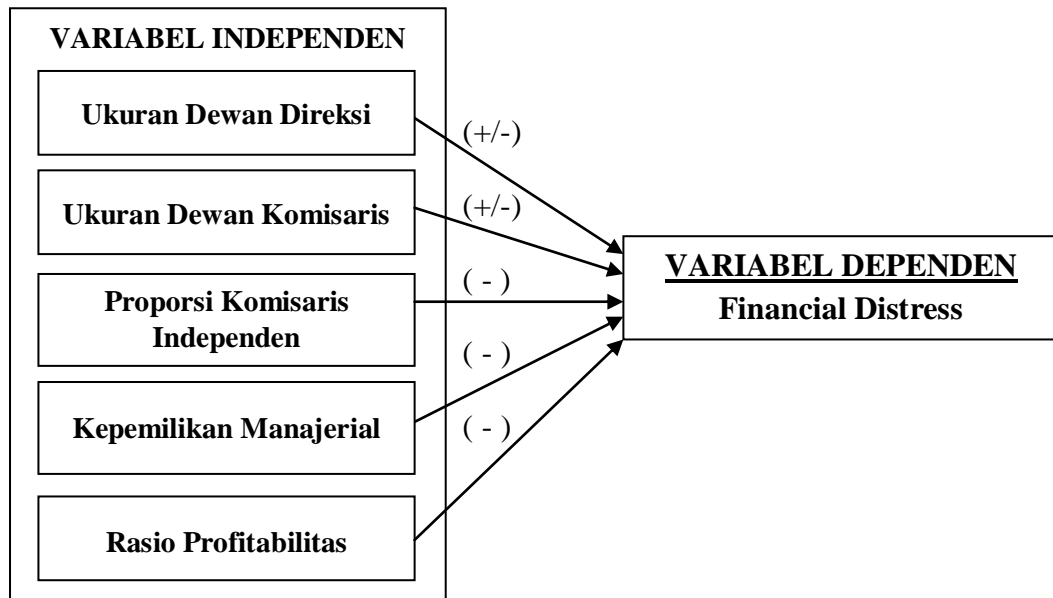 VARIABEL INDEPENDEN
Ukuran Dewan Direksi
(+/-)
Ukuran Dewan Komisaris
(+/-)
Proporsi Komisaris
Independen
( - )
Kepemilikan Manajerial
( - )
Rasio Profitabilitas
( - )
VARIABEL DEPENDEN
Financial Distress